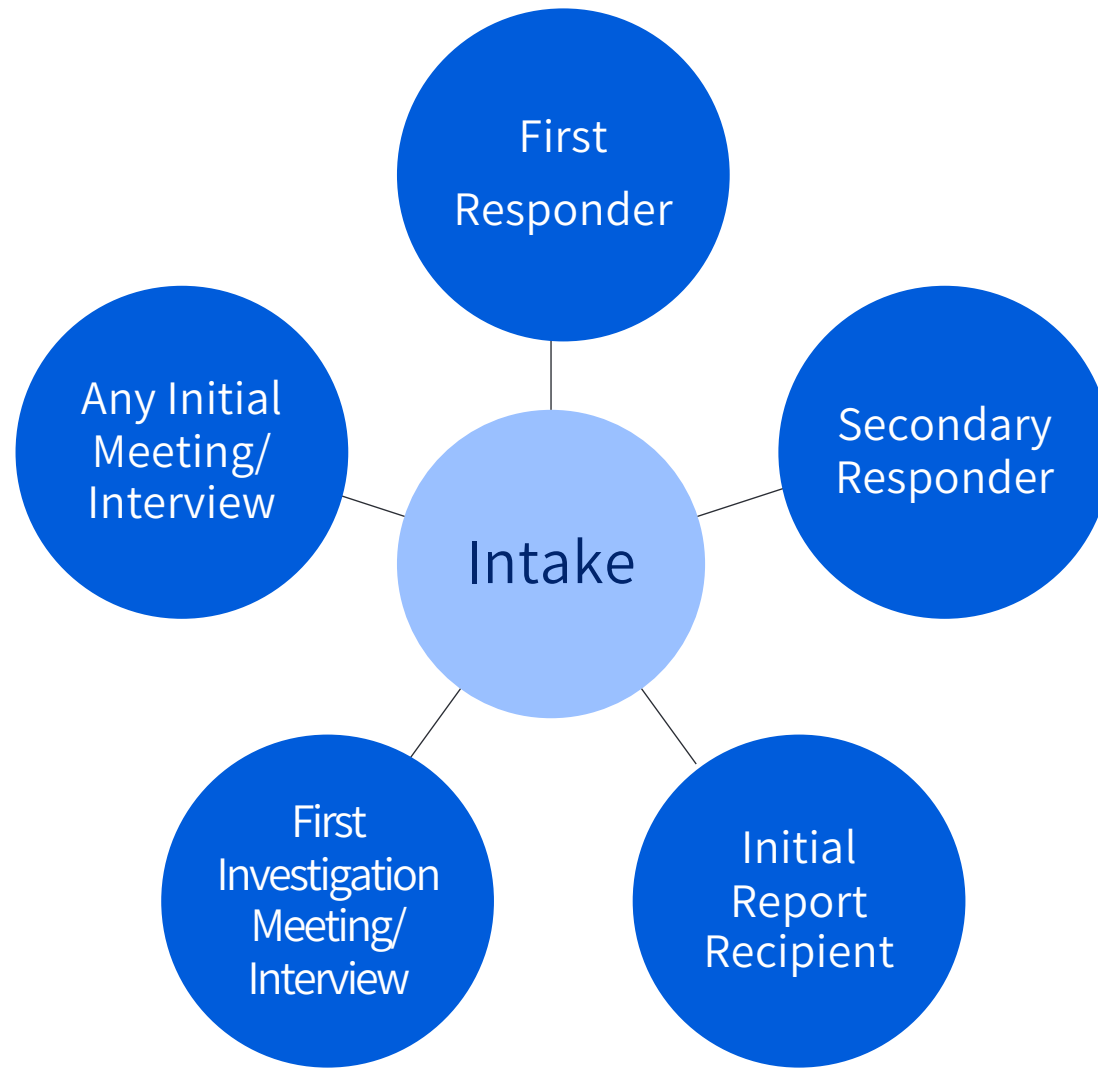 First
Responder
Secondary
Responder
Initial
Report
Recipient
First
Investigation
Meeting/
Interview
Any Initial
Meeting/
Interview
Intake